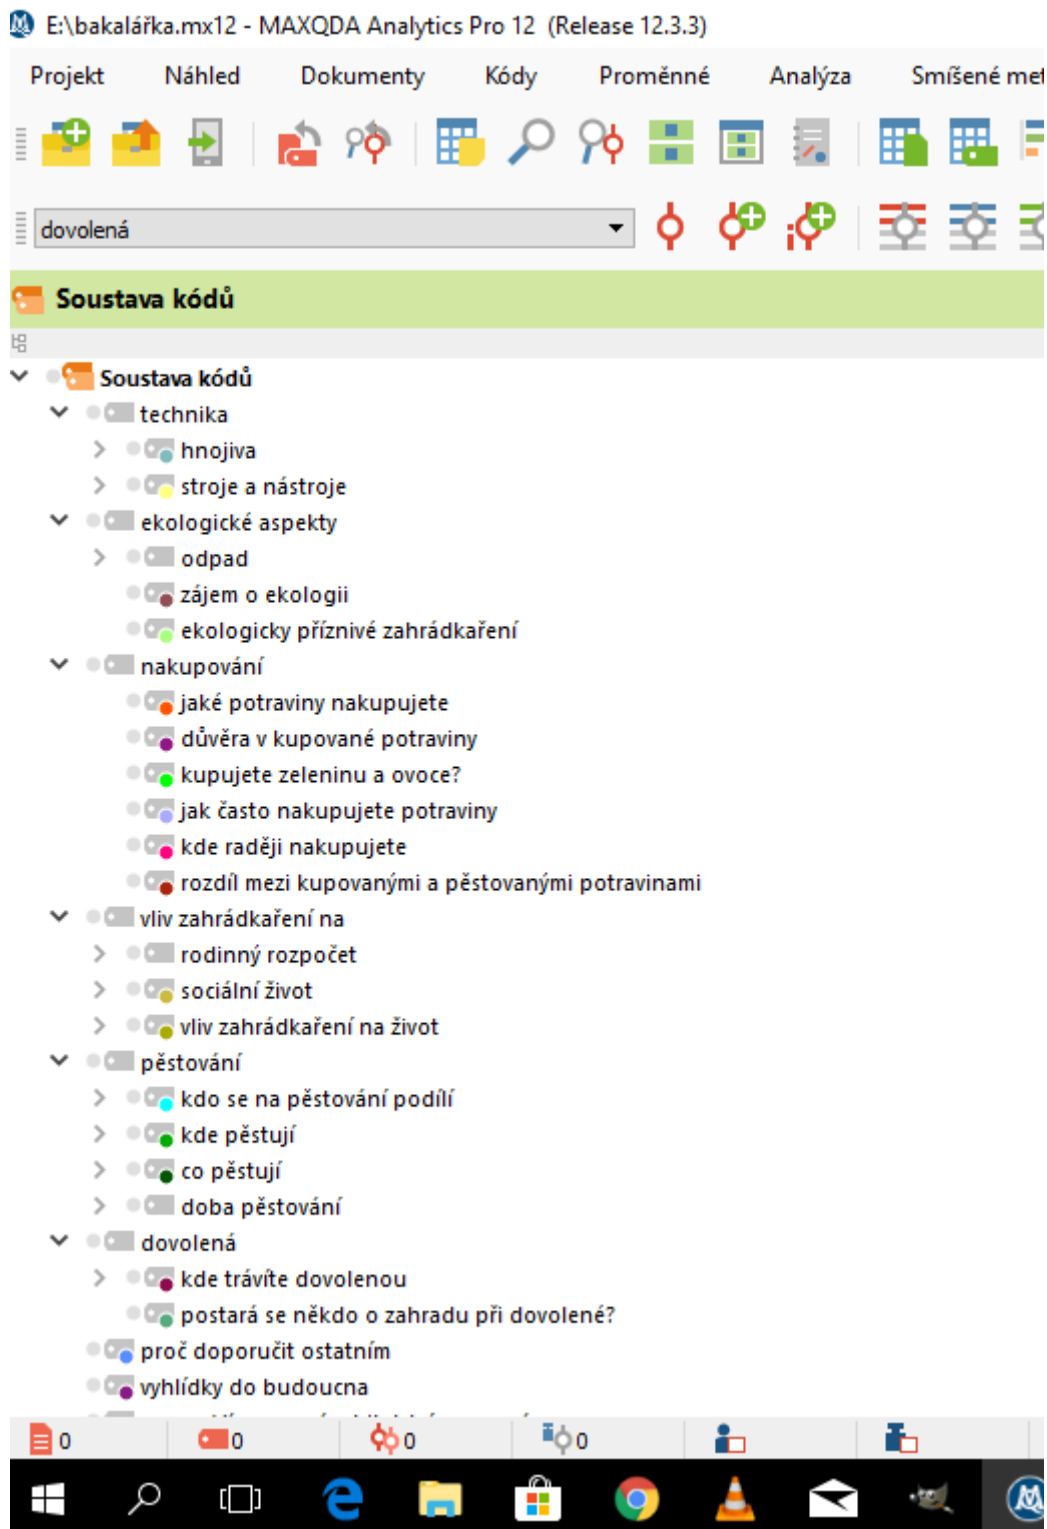 E:\bakalářka.mx12 - MAXQDA Analytics Pro 12 (Release 12.3.3)
Projekt Náhled Dokumenty Kódy Proměnné Analýza Smíšené met
dovolená
Soustava kódů
Soustava kódů
technika
hnojiva
stroje a nástroje
ekologické aspekty
odpad
zájem o ekologii
ekologicky příznivé zahrádkaření
nakupování
jaké potraviny nakupujete
důvěra v kupované potraviny
kupujete zeleninu a ovoce?
jak často nakupujete potraviny
kde raději nakupujete
rozdíl mezi kupovanými a pěstovanými potravinami
vliv zahrádkaření na
rodinný rozpočet
sociální život
vliv zahrádkaření na život
pěstování
kdo se na pěstování podílí
kde pěstují
co pěstují
doba pěstování
dovolená
kde trávíte dovolenou
postará se někdo o zahradu při dovolené?
proč doporučit ostatním
vyhlídky do budoucna
0 0 0 0